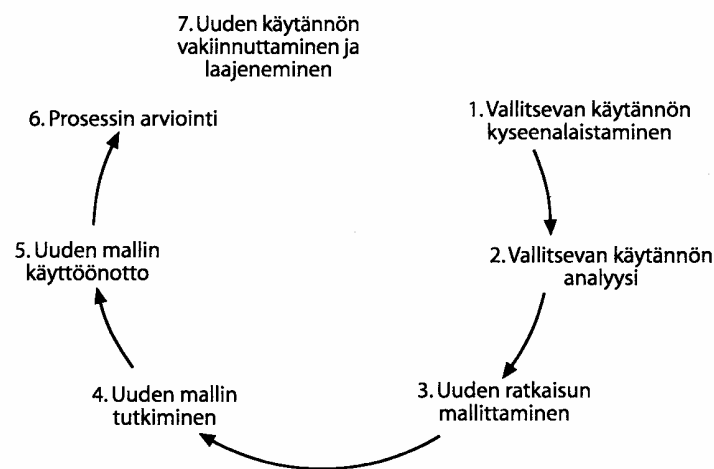 7. Uuden käytännön
vakiinnuttaminen ja
laajeneminen
6. Prosessin arviointi
1. Vallitsevan käytännön
kyseenalaistaminen
5. Uuden mallin
käyttöönotto
2. Vallitsevan käytännön
analyysi
4. Uuden mallin
tutkiminen
3. Uuden ratkaisun
mallittaminen